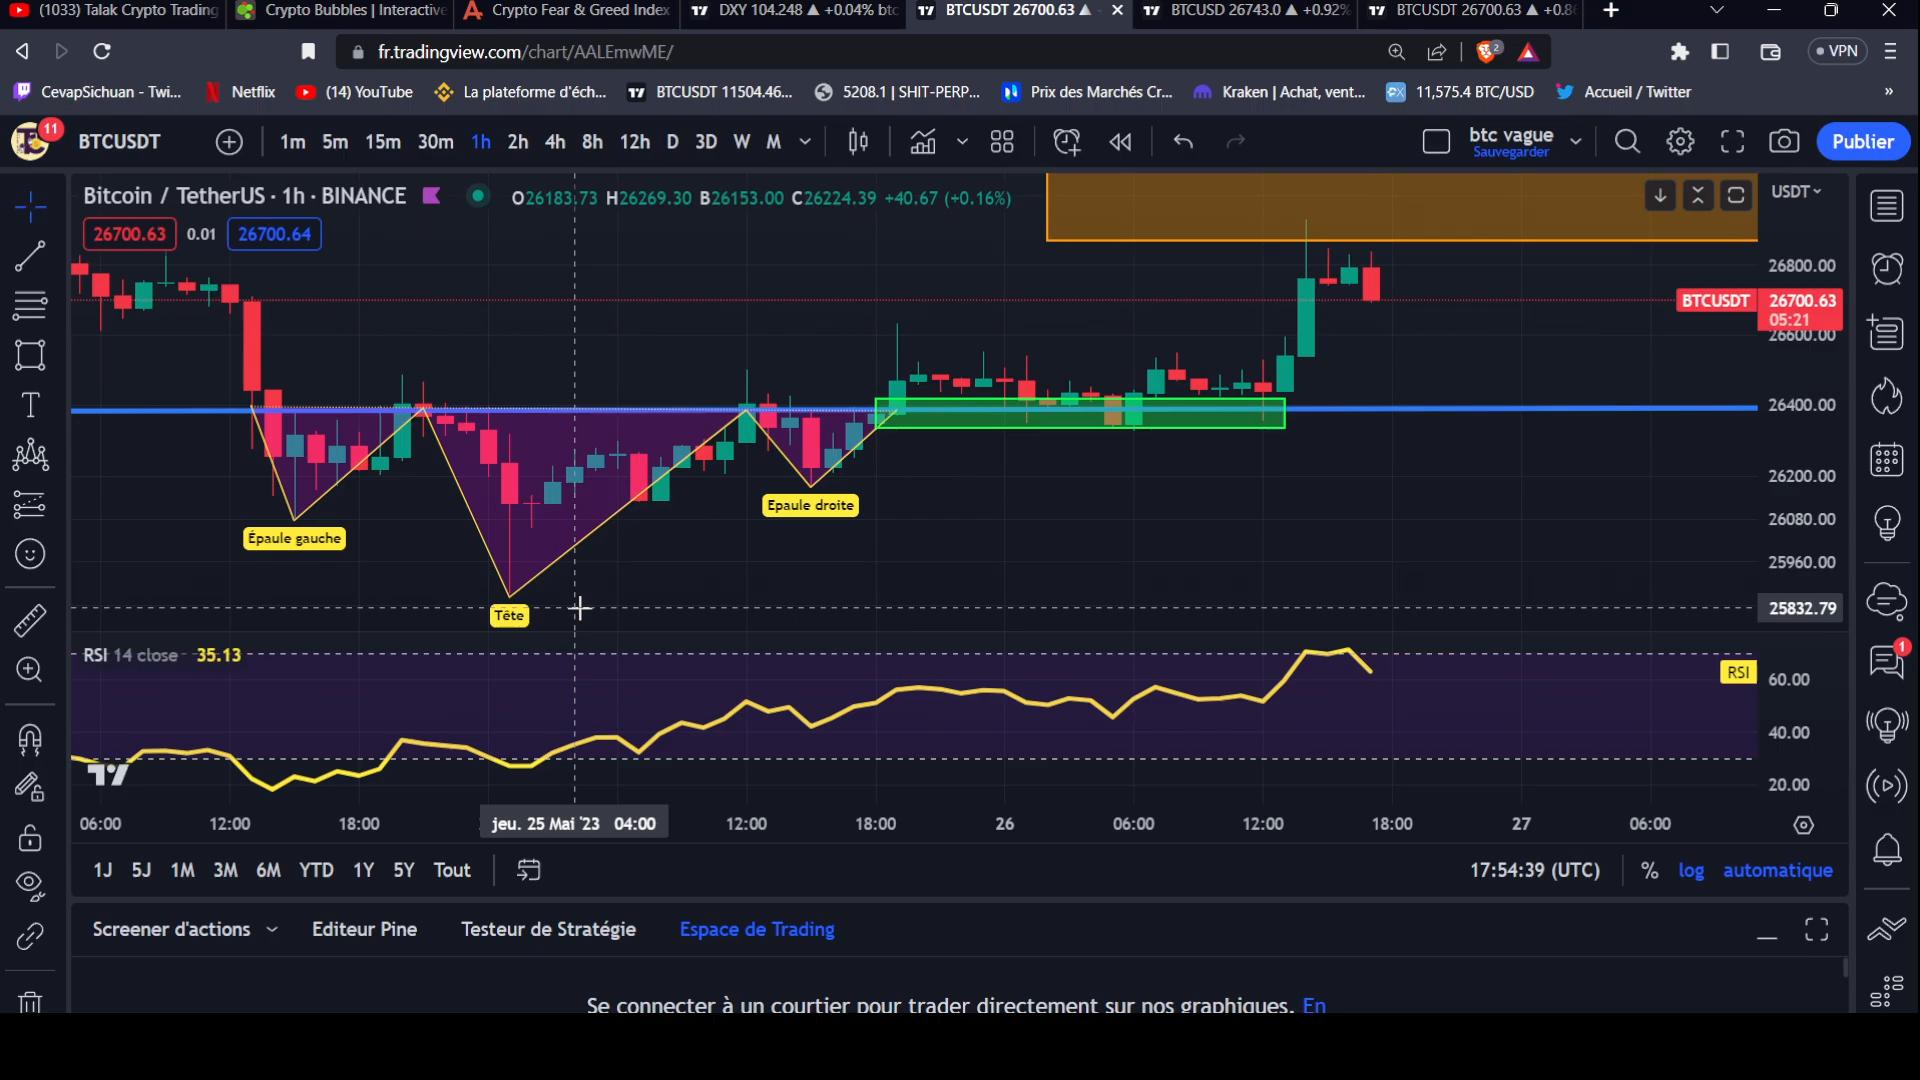 (1033) Talak Crypto Trading
Crypto Bubbles | Interactive
Crypto Fear & Greed Index
DXY 104.248 ▲ +0.04% btc
BTCUSDT 26700.63 ▲
BTCUSD 26743.0 ▲ +0.92%
BTCUSDT 26700.63 ▲ +0.86
fr.tradingview.com/chart/AALEmwME/
2
VPN
CevapSichuan - Twi...
Netflix
(14) YouTube
La plateforme d'éch...
BTCUSDT 11504.46...
5208.1 | SHIT-PERP...
Prix des Marchés Cr...
Kraken | Achat, vent...
11,575.4 BTC/USD
Accueil / Twitter
»
11
BTCUSDT
1m 5m 15m 30m 1h 2h 4h 8h 12h D 3D W M
btc vague
Sauvegarder
Publier
Bitcoin / TetherUS · 1h · BINANCE
O26183.73 H26269.30 B26153.00 C26224.39 +40.67 (+0.16%)
USDT
26700.63 0.01 26700.64
26800.00
BTCUSDT 26700.63
05:21
26600.00
26400.00
26200.00
26080.00
25960.00
25832.79
Épaule gauche
Tête
Epaule droite
RSI 14 close 35.13
RSI
60.00
40.00
20.00
1
06:00 12:00 18:00 jeu. 25 Mai '23 04:00 12:00 18:00 26 06:00 12:00 18:00 27 06:00
1J 5J 1M 3M 6M YTD 1Y 5Y Tout
17:54:39 (UTC) % log automatique
Screener d'actions Editeur Pine Testeur de Stratégie Espace de Trading
Se connecter à un courtier pour trader directement sur nos graphiques. En